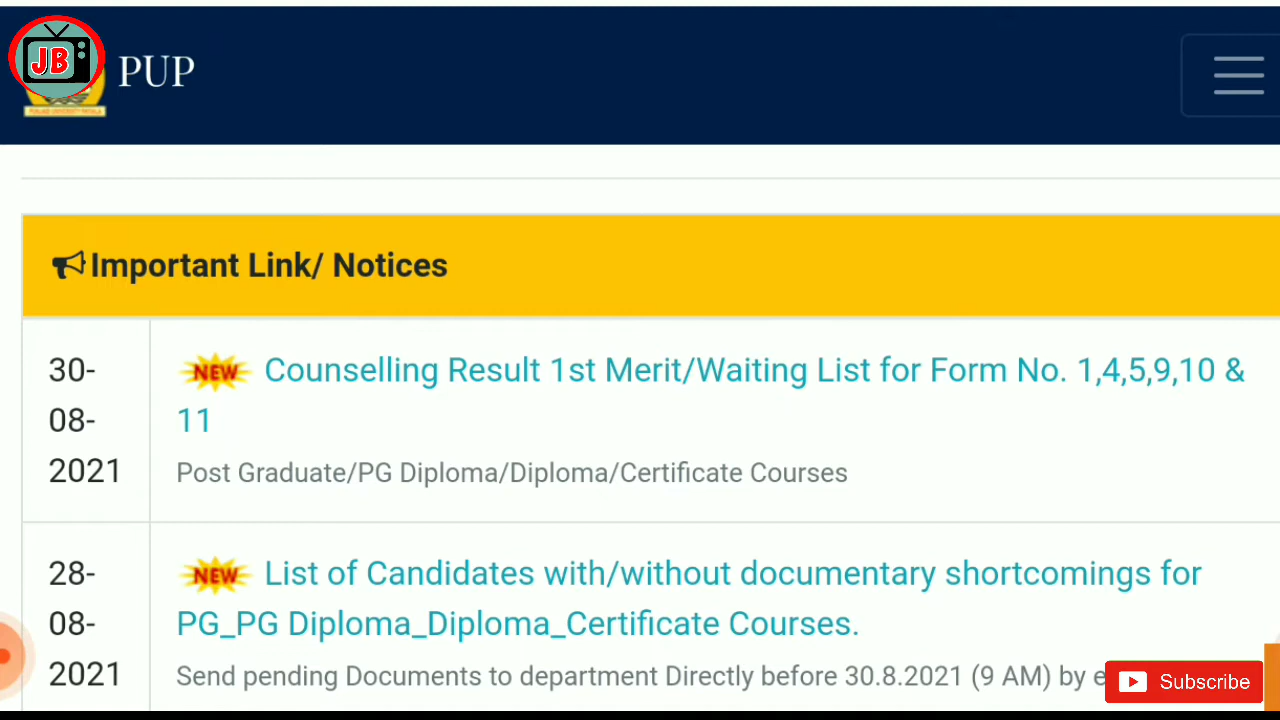 JB
PUP
Important Link/ Notices
30-
08-
2021
NEW Counselling Result 1st Merit/Waiting List for Form No. 1,4,5,9,10 &
11
Post Graduate/PG Diploma/Diploma/Certificate Courses
28-
08-
2021
NEW List of Candidates with/without documentary shortcomings for
PG_PG Diploma_Diploma_Certificate Courses.
Send pending Documents to department Directly before 30.8.2021 (9 AM) by
Subscribe